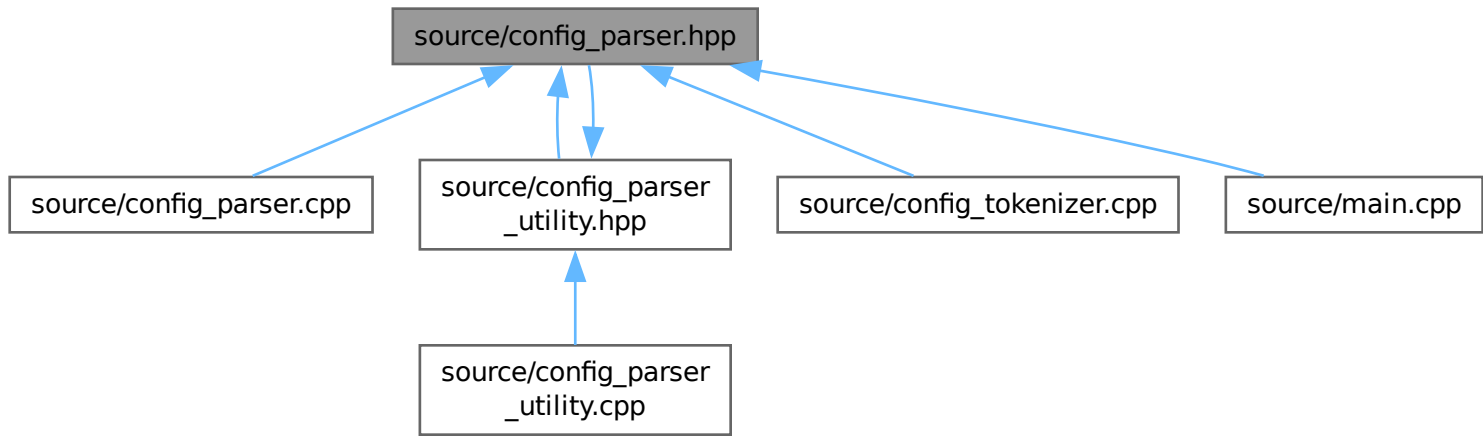 source/config_parser.hpp
source/config_parser.cpp
source/config_parser
_utility.hpp
source/config_tokenizer.cpp
source/main.cpp
source/config_parser
_utility.cpp